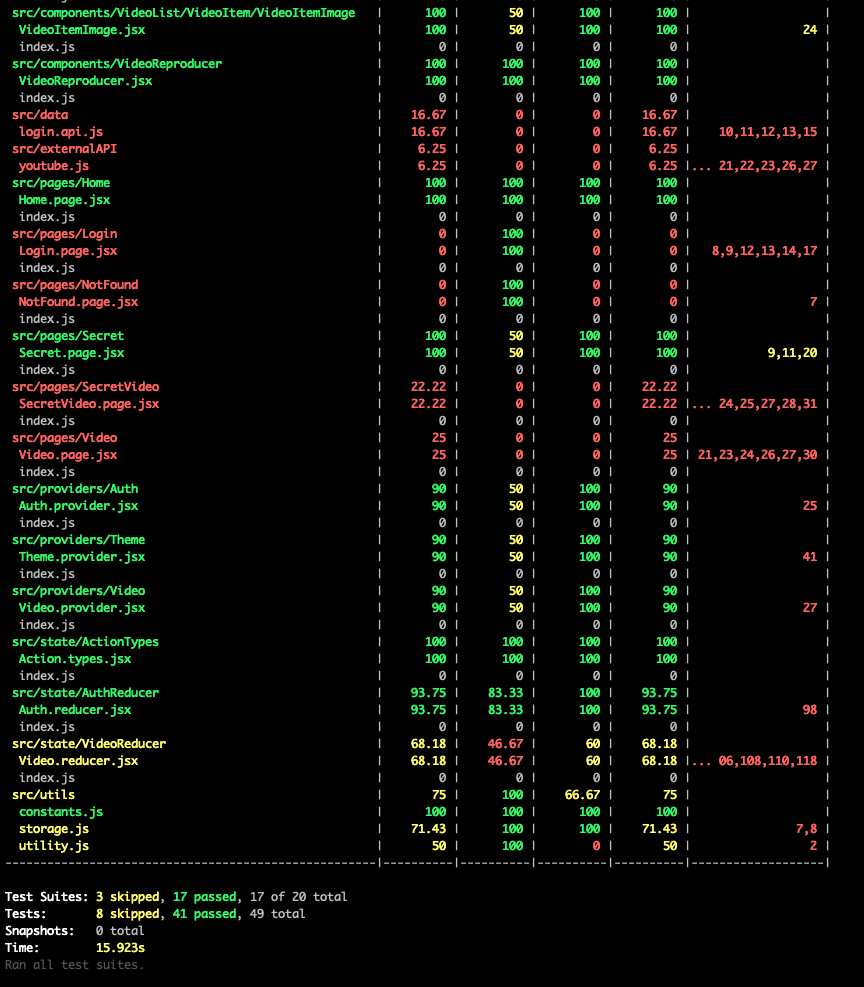 src/components/VideoList/VideoItem/VideoItemImage | 100 | 50 | 100 | 100 | |
VideoItemImage.jsx | 100 | 50 | 100 | 100 | 24 |
index.js | 0 | 0 | 0 | 0 | |
src/components/VideoReproducer | 100 | 100 | 100 | 100 | |
VideoReproducer.jsx | 100 | 100 | 100 | 100 | |
index.js | 0 | 0 | 0 | 0 | |
src/data | 16.67 | 0 | 0 | 16.67 | |
login.api.js | 16.67 | 0 | 0 | 16.67 | 10,11,12,13,15 |
src/externalAPI | 6.25 | 0 | 0 | 6.25 | |
youtube.js | 6.25 | 0 | 0 | 6.25 |... 21,22,23,26,27 |
src/pages/Home | 100 | 100 | 100 | 100 | |
Home.page.jsx | 100 | 100 | 100 | 100 | |
index.js | 0 | 0 | 0 | 0 | |
src/pages/Login | 0 | 100 | 0 | 0 | |
Login.page.jsx | 0 | 100 | 0 | 0 | 8,9,12,13,14,17 |
index.js | 0 | 0 | 0 | 0 | |
src/pages/NotFound | 0 | 100 | 0 | 0 | |
NotFound.page.jsx | 0 | 100 | 0 | 0 | 7 |
index.js | 0 | 0 | 0 | 0 | |
src/pages/Secret | 100 | 50 | 100 | 100 | |
Secret.page.jsx | 100 | 50 | 100 | 100 | 9,11,20 |
index.js | 0 | 0 | 0 | 0 | |
src/pages/SecretVideo | 22.22 | 0 | 0 | 22.22 | |
SecretVideo.page.jsx | 22.22 | 0 | 0 | 22.22 |... 24,25,27,28,31 |
index.js | 0 | 0 | 0 | 0 | |
src/pages/Video | 25 | 0 | 0 | 25 | |
Video.page.jsx | 25 | 0 | 0 | 25 | 21,23,24,26,27,30 |
index.js | 0 | 0 | 0 | 0 | |
src/providers/Auth | 90 | 50 | 100 | 90 | |
Auth.provider.jsx | 90 | 50 | 100 | 90 | 25 |
index.js | 0 | 0 | 0 | 0 | |
src/providers/Theme | 90 | 50 | 100 | 90 | |
Theme.provider.jsx | 90 | 50 | 100 | 90 | 41 |
index.js | 0 | 0 | 0 | 0 | |
src/providers/Video | 90 | 50 | 100 | 90 | |
Video.provider.jsx | 90 | 50 | 100 | 90 | 27 |
index.js | 0 | 0 | 0 | 0 | |
src/state/ActionTypes | 100 | 100 | 100 | 100 | |
Action.types.jsx | 100 | 100 | 100 | 100 | |
index.js | 0 | 0 | 0 | 0 | |
src/state/AuthReducer | 93.75 | 83.33 | 100 | 93.75 | |
Auth.reducer.jsx | 93.75 | 83.33 | 100 | 93.75 | 98 |
index.js | 0 | 0 | 0 | 0 | |
src/state/VideoReducer | 68.18 | 46.67 | 60 | 68.18 | |
Video.reducer.jsx | 68.18 | 46.67 | 60 | 68.18 |... 06,108,110,118 |
index.js | 0 | 0 | 0 | 0 | |
src/utils | 75 | 100 | 66.67 | 75 | |
constants.js | 100 | 100 | 100 | 100 | |
storage.js | 71.43 | 100 | 100 | 71.43 | 7,8 |
utility.js | 50 | 100 | 0 | 50 | 2 |
-----------------------------------------------------|----------|----------|----------|----------|-------------------|
Test Suites: 3 skipped, 17 passed, 17 of 20 total
Tests: 8 skipped, 41 passed, 49 total
Snapshots: 0 total
Time: 15.923s
Ran all test suites.